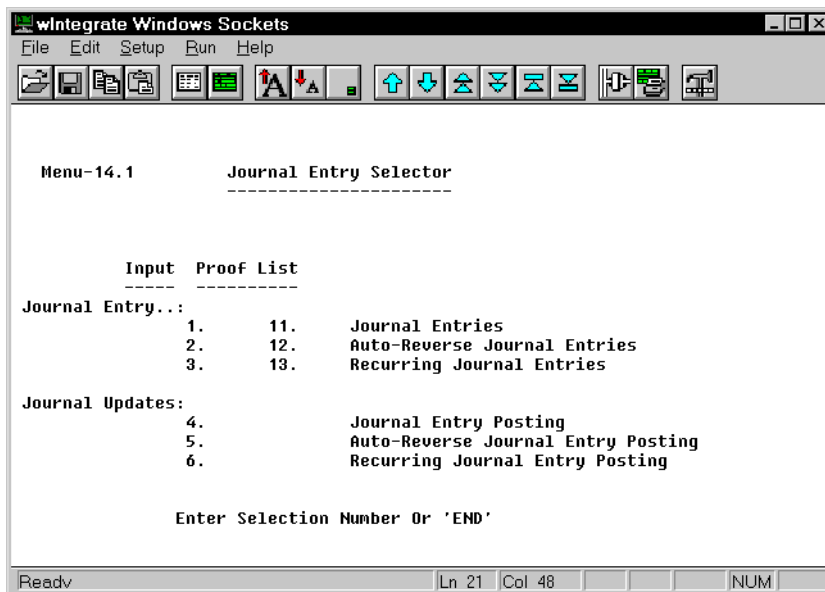 wIntegrate Windows Sockets
File Edit Setup Run Help
Menu-14.1 Journal Entry Selector
----------------------
Input Proof List
----- ----------
Journal Entry..:
1. 11. Journal Entries
2. 12. Auto-Reverse Journal Entries
3. 13. Recurring Journal Entries
Journal Updates:
4. Journal Entry Posting
5. Auto-Reverse Journal Entry Posting
6. Recurring Journal Entry Posting
Enter Selection Number Or 'END'
Ready Ln 21 Col 48 NUM